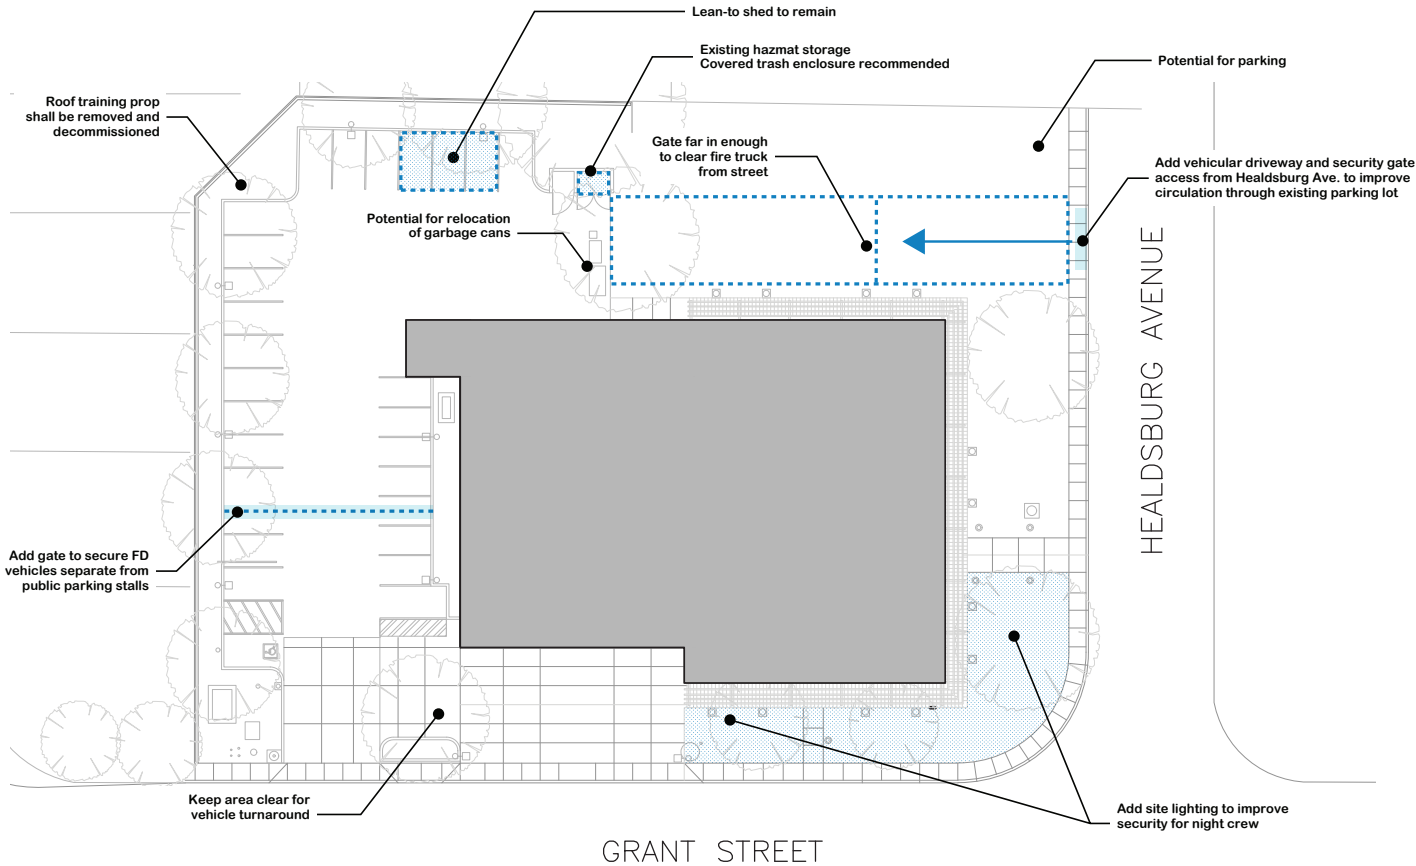 Lean-to shed to remain
Existing hazmat storage
Covered trash enclosure recommended
Potential for parking
Roof training prop
shall be removed and
decommissioned
Gate far in enough
to clear fire truck
from street
Add vehicular driveway and security gate
access from Healdsburg Ave. to improve
circulation through existing parking lot
Potential for relocation
of garbage cans
HEALDSBURG AVENUE
Add gate to secure FD
vehicles separate from
public parking stalls
Keep area clear for
vehicle turnaround
Add site lighting to improve
security for night crew
GRANT STREET